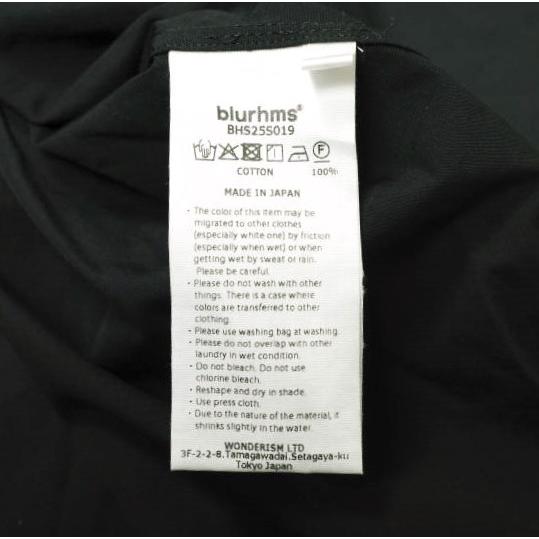 blurhms®
BHS25S019
F
COTTON 100%
MADE IN JAPAN
· The color of this item may be
migrated to other clothes
(especially white one) by friction
(especially when wet) or when
getting wet by sweat or rain.
Please be careful.
· Please do not wash with other
things. There is a case where
colors are transferred to other
clothing.
· Please use washing bag at washing.
· Please do not overlap with other
laundry in wet condition.
· Do not bleach. Do not use
chlorine bleach.
· Reshape and dry in shade.
· Use press cloth.
· Due to the nature of the material, it
shrinks slightly in the water.
WONDERISM LTD
3F-2-2-8.Tamagawadai.Setagaya-ku
Tokyo Japan